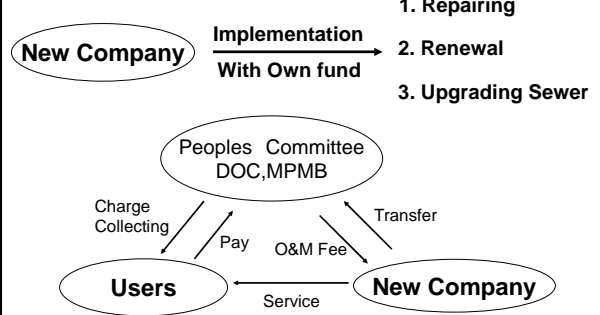 1. Repairing
New Company
Implementation
With Own fund
2. Renewal
3. Upgrading Sewer
Peoples Committee
DOC,MPMB
Charge
Collecting
Pay
O&M Fee
Transfer
Users
Service
New Company